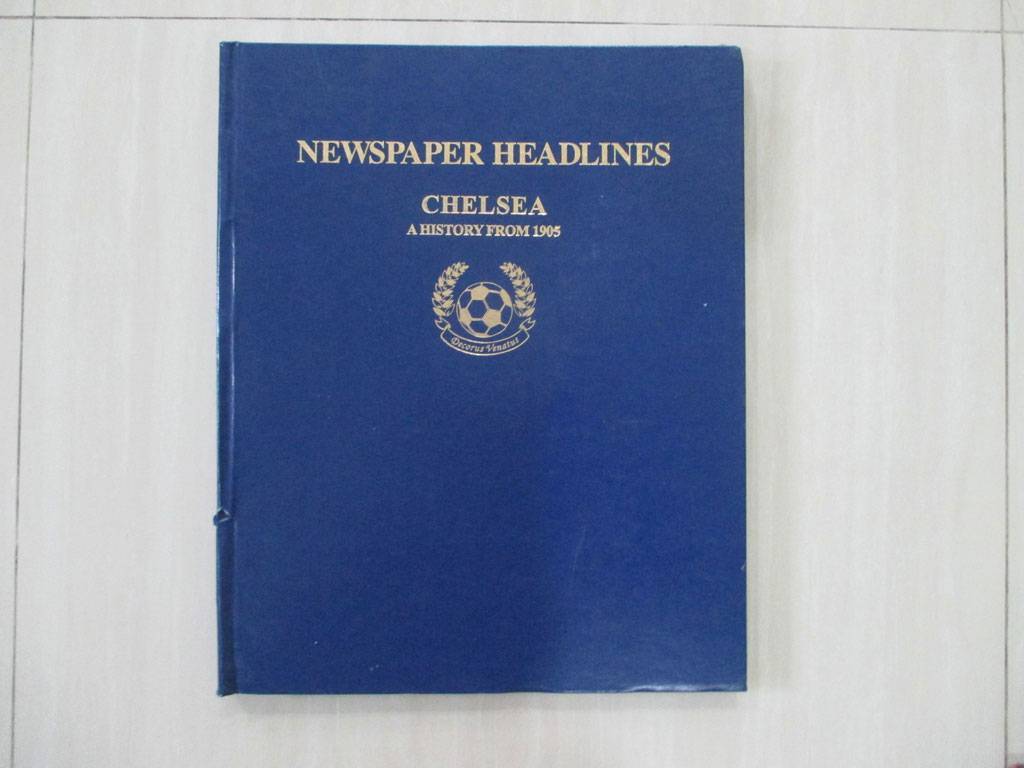 NEWSPAPER HEADLINES
CHELSEA
A HISTORY FROM 1905
Decorus Venatus